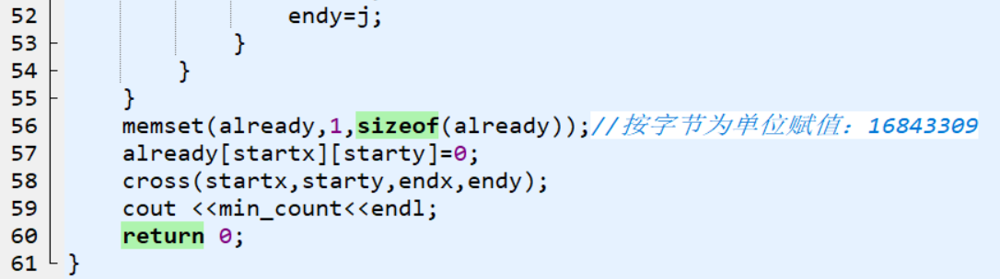 52 endy=j;
53 }
54 }
55 }
56 memset(already,1,sizeof(already));//按字节为单位赋值：16843309
57 already[startx][starty]=0;
58 cross(startx,starty,endx,endy);
59 cout <<min_count<<endl;
60 return 0;
61 }